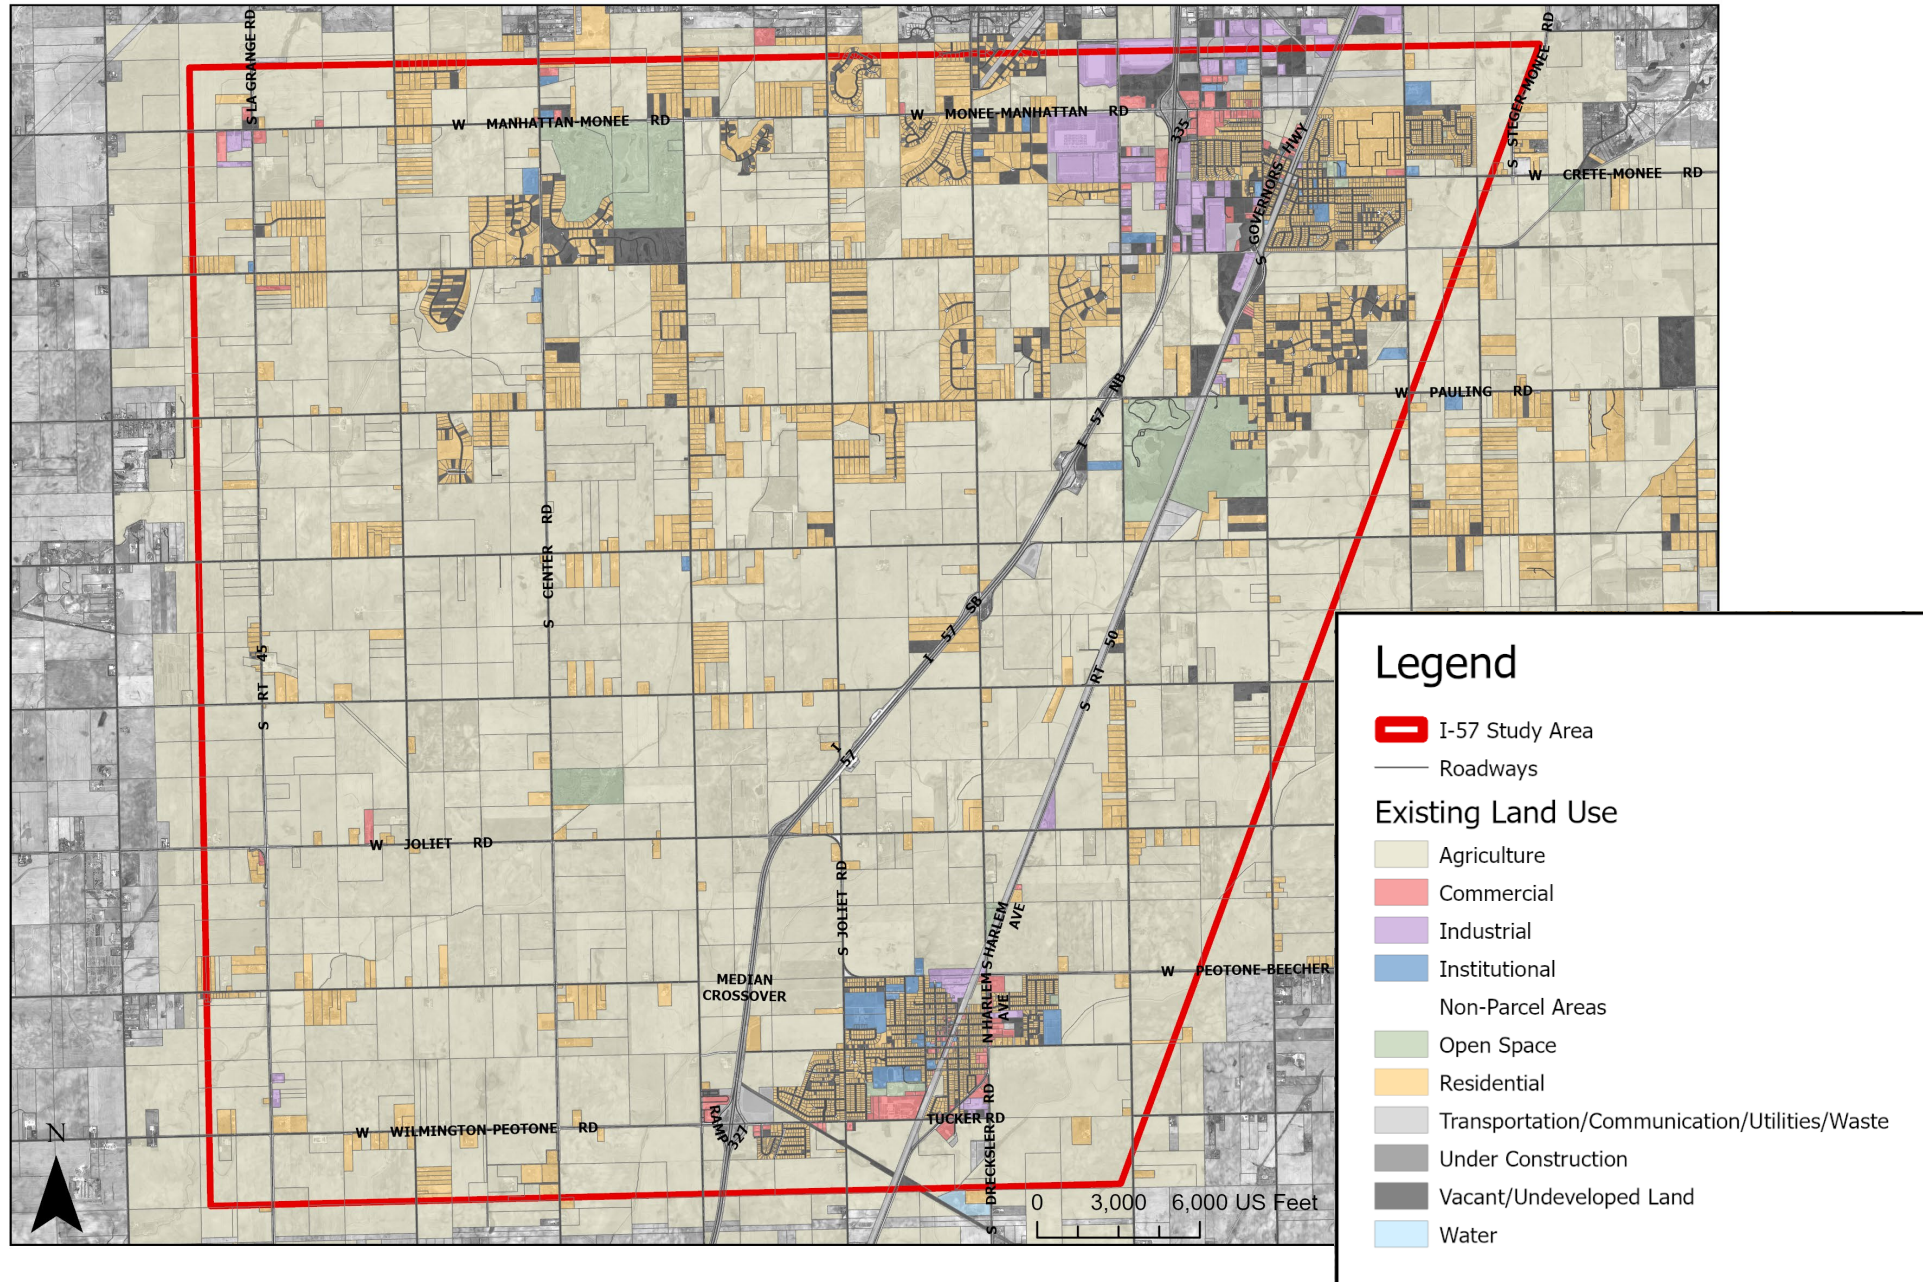 S LA GRANGE RD
S STEGER-MONEE RD
W MANHATTAN-MONEE RD
W MONEE-MANHATTAN RD
335
S GOVERNORS HWY
W CRETE-MONEE RD
W PAULING RD
I 57 NB
S CENTER RD
I 57 SB
S RT 45
S RT 50
I 57
W JOLIET RD
S JOLIET RD
S HARLEM AVE
N HARLEM AVE
MEDIAN
CROSSOVER
W PEOTONE-BEECHER
RAMP 327
TUCKER RD
W WILMINGTON-PEOTONE RD
S DRECKSLER RD
N
0 3,000 6,000 US Feet
Legend
I-57 Study Area
Roadways
Existing Land Use
Agriculture
Commercial
Industrial
Institutional
Non-Parcel Areas
Open Space
Residential
Transportation/Communication/Utilities/Waste
Under Construction
Vacant/Undeveloped Land
Water